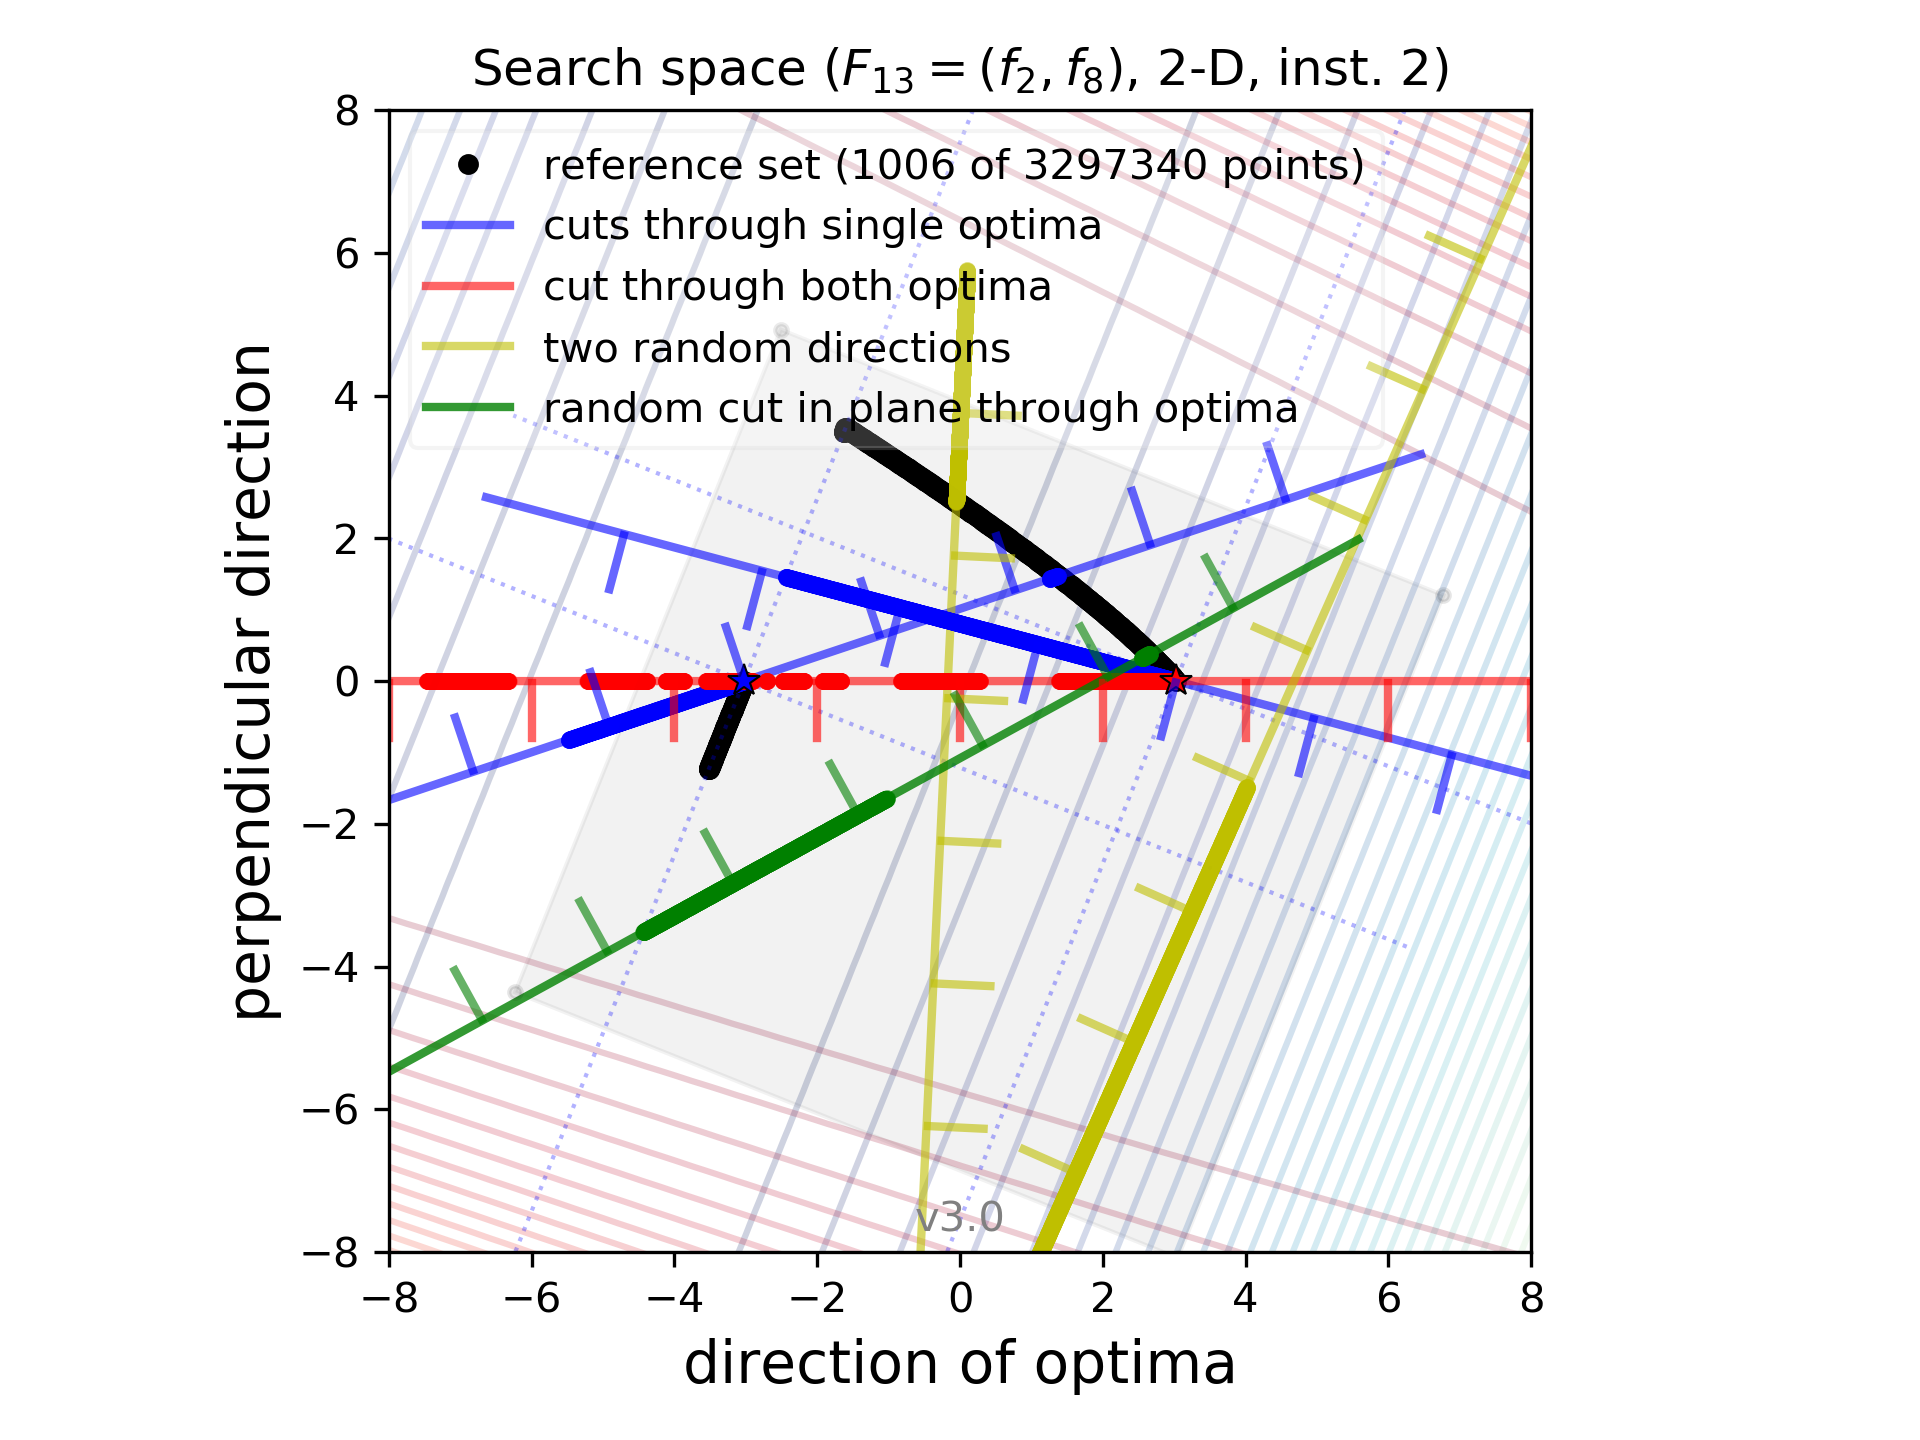 Search space (F13 = (f2, f8), 2-D, inst. 2)
reference set (1006 of 3297340 points)
cuts through single optima
cut through both optima
two random directions
random cut in plane through optima
perpendicular direction
8
6
4
2
0
−2
−4
−6
−8
v3.0
−8 −6 −4 −2 0 2 4 6 8
direction of optima